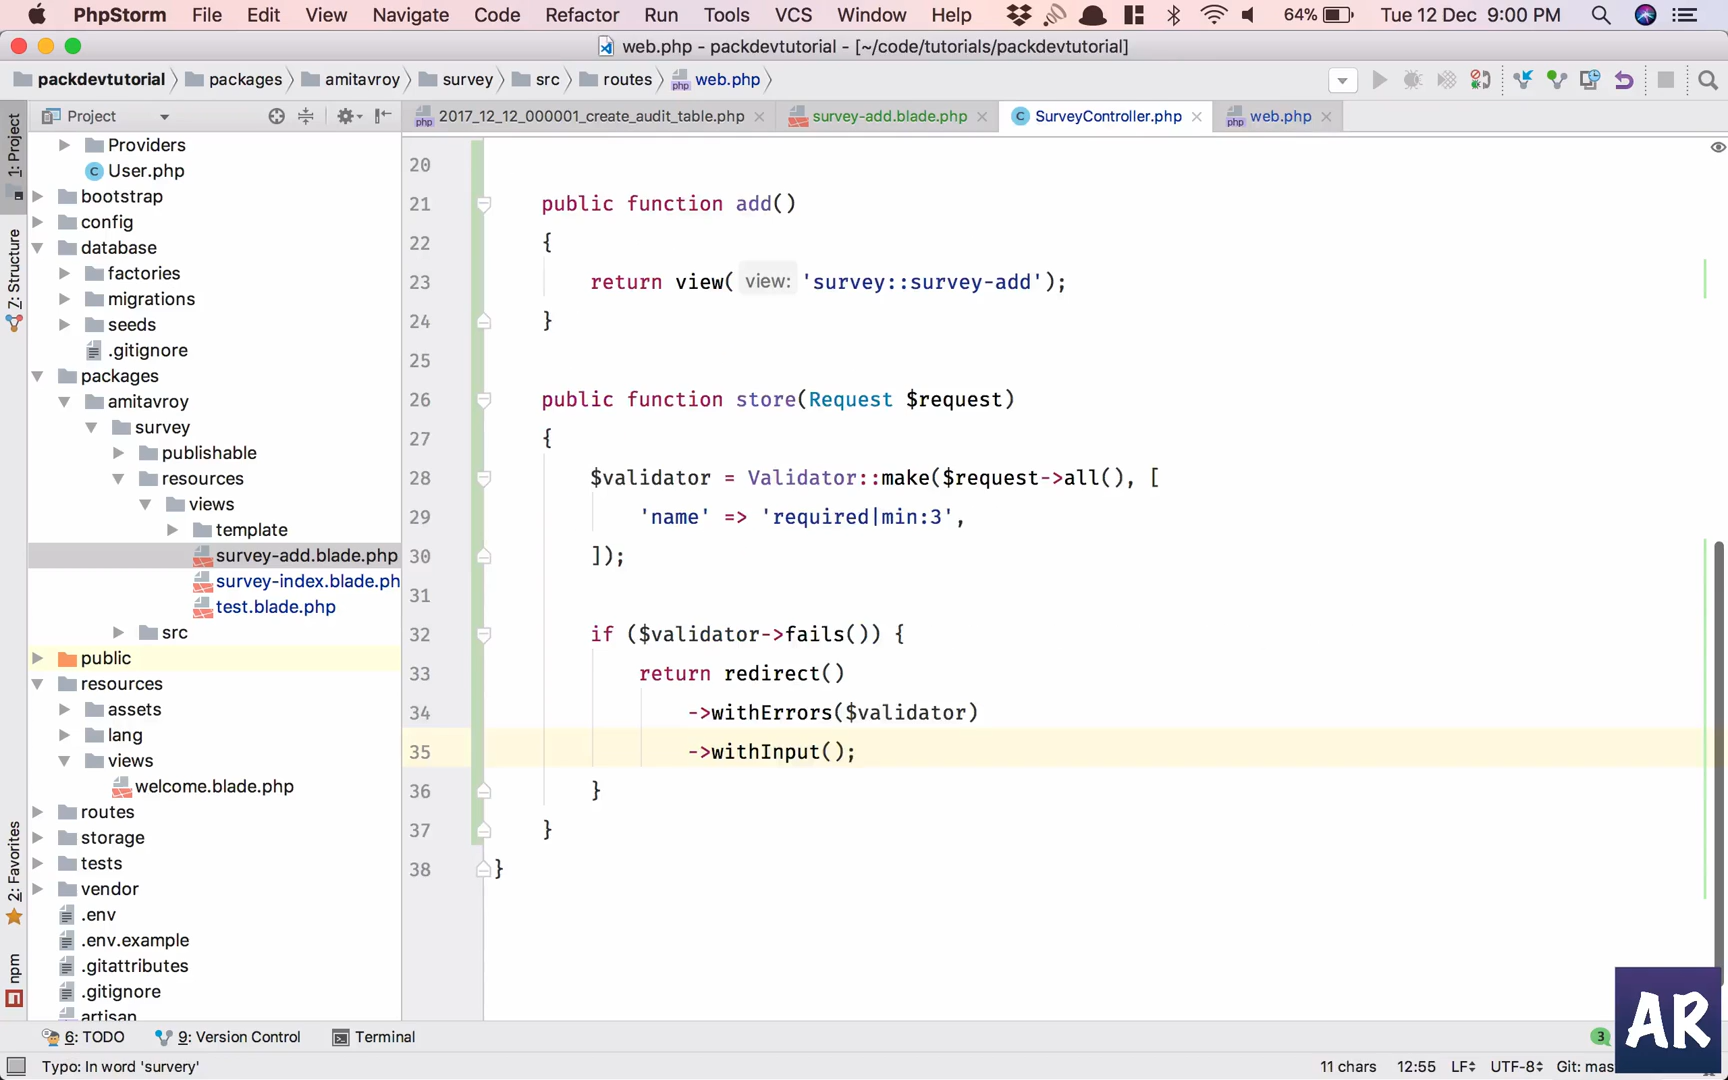 PhpStorm File Edit View Navigate Code Refactor Run Tools VCS Window Help 64% Tue 12 Dec 9:00 PM
web.php - packdevtutorial - [~/code/tutorials/packdevtutorial]
packdevtutorial packages amitavroy survey src routes web.php
Project
2017_12_12_000001_create_audit_table.php survey-add.blade.php SurveyController.php web.php
1: Project
7: Structure
2: Favorites
npm
Providers
User.php
bootstrap
config
database
factories
migrations
seeds
.gitignore
packages
amitavroy
survey
publishable
resources
views
template
survey-add.blade.php
survey-index.blade.ph
test.blade.php
src
public
resources
assets
lang
views
welcome.blade.php
routes
storage
tests
vendor
.env
.env.example
.gitattributes
.gitignore
artisan
20
21 public function add()
22 {
23 return view( view: 'survey::survey-add');
24 }
25
26 public function store(Request $request)
27 {
28 $validator = Validator::make($request->all(), [
29 'name' => 'required|min:3',
30 ]);
31
32 if ($validator->fails()) {
33 return redirect()
34 ->withErrors($validator)
35 ->withInput();
36 }
37 }
38 }
6: TODO 9: Version Control Terminal 3
Typo: In word 'survery' 11 chars 12:55 LF UTF-8 Git: mas
AR